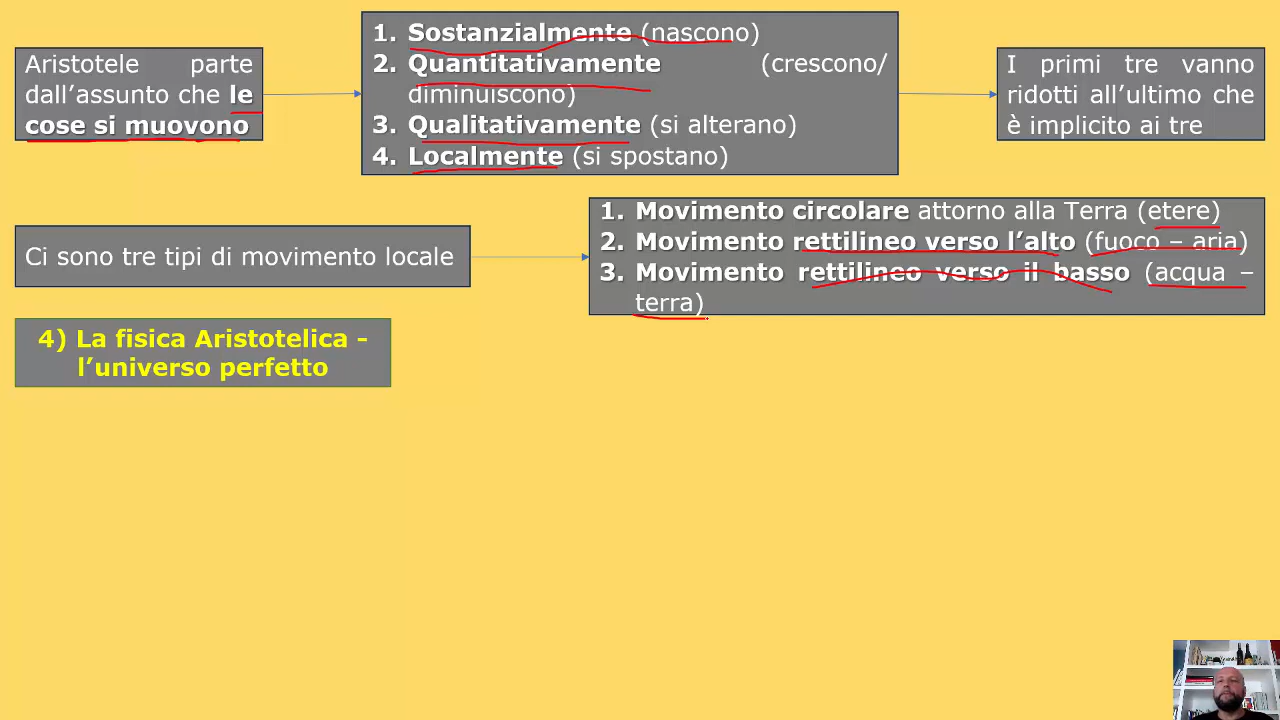 Aristotele parte
dall’assunto che le
cose si muovono
1. Sostanzialmente (nascono)
2. Quantitativamente (crescono/
diminuiscono)
3. Qualitativamente (si alterano)
4. Localmente (si spostano)
I primi tre vanno
ridotti all’ultimo che
è implicito ai tre
Ci sono tre tipi di movimento locale
1. Movimento circolare attorno alla Terra (etere)
2. Movimento rettilineo verso l’alto (fuoco – aria)
3. Movimento rettilineo verso il basso (acqua –
terra)
4) La fisica Aristotelica -
l’universo perfetto